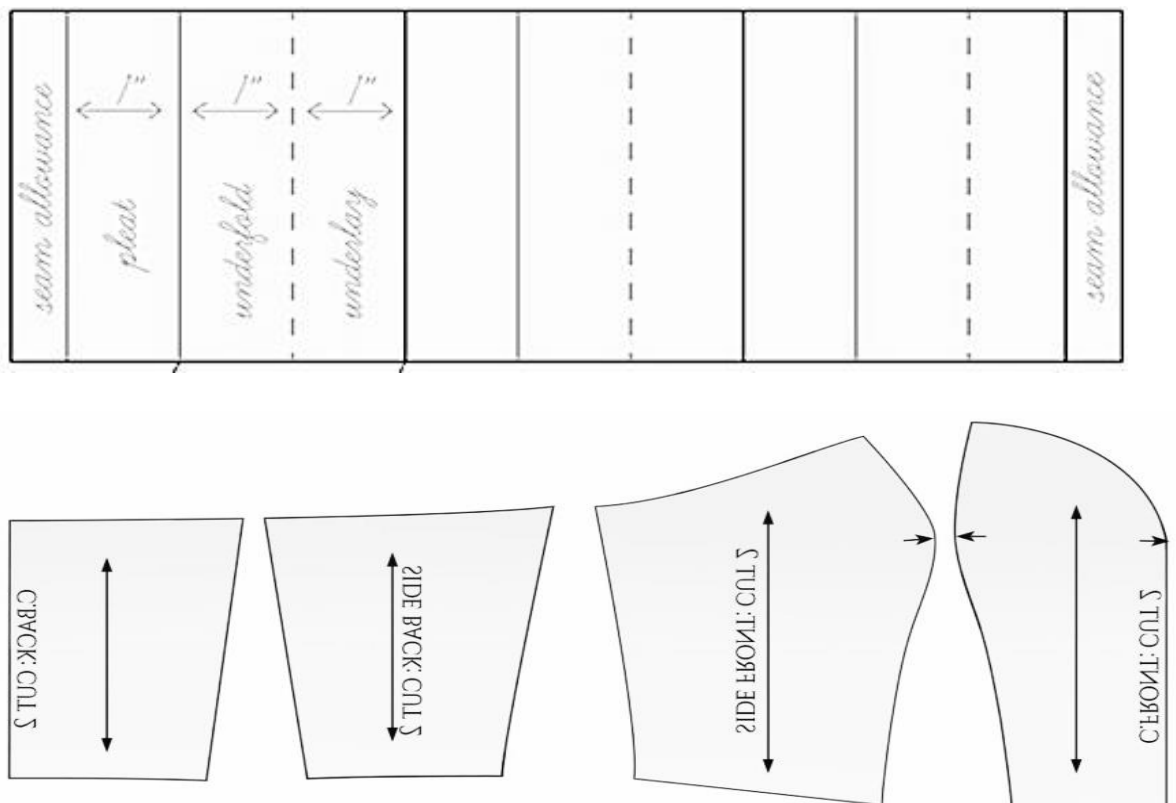 seam allowance
1"
pleat
1"
underfold
1"
underlay
seam allowance
C'BACK: CUT 2
SIDE BACK: CUT 2
SIDE FRONT: CUT 2
C.FRONT: CUT 2